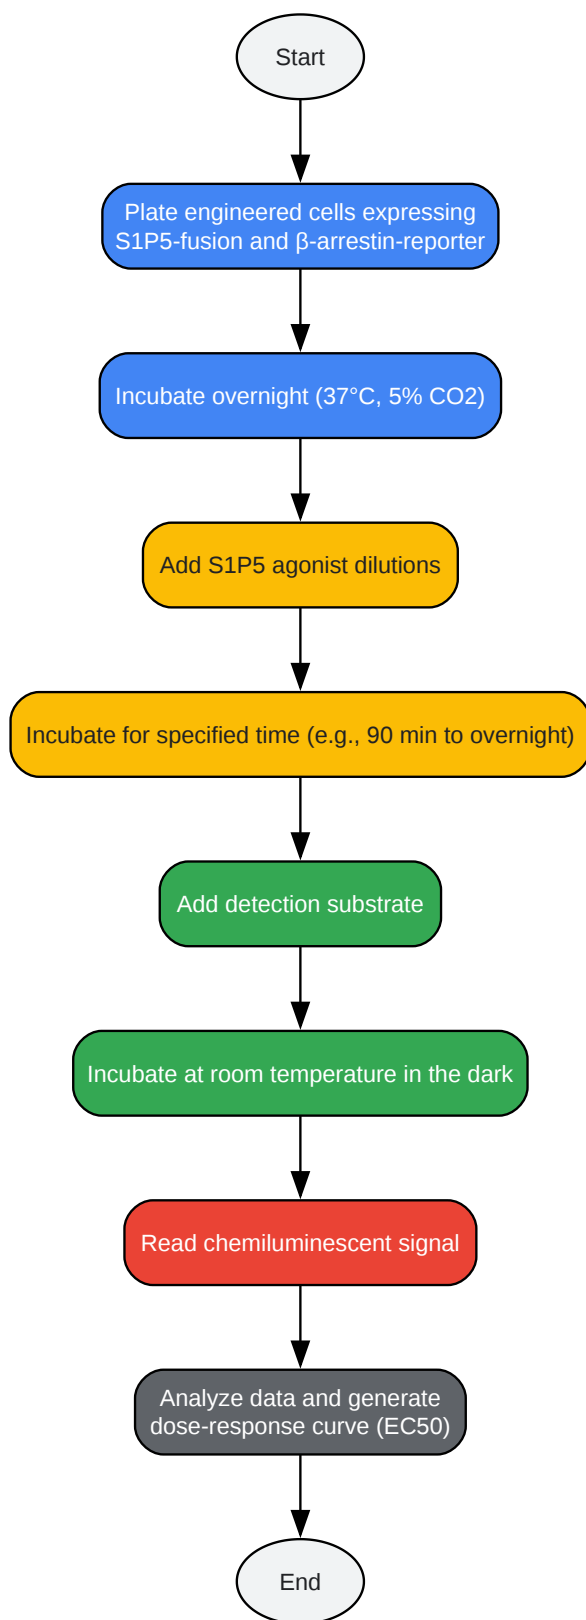 Start
Plate engineered cells expressing
S1P5-fusion and β-arrestin-reporter
Incubate overnight (37°C, 5% CO2)
Add S1P5 agonist dilutions
Incubate for specified time (e.g., 90 min to overnight)
Add detection substrate
Incubate at room temperature in the dark
Read chemiluminescent signal
Analyze data and generate
dose-response curve (EC50)
End